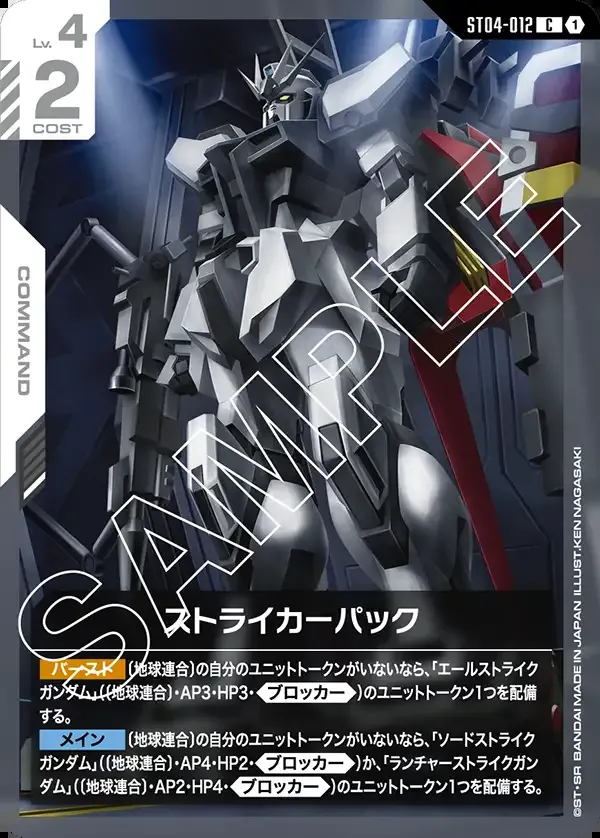 ST04-012 C 1
Lv. 4
2
COST
COMMAND
SAMPLE
ストライカーパック
バースト 〔地球連合〕の自分のユニットトークンがいないなら、「エールストライク
ガンダム」(〔地球連合〕・AP3・HP3・ブロッカー)のユニットトークン1つを配備
する。
メイン 〔地球連合〕の自分のユニットトークンがいないなら、「ソードストライク
ガンダム」(〔地球連合〕・AP4・HP2・ブロッカー)か、「ランチャーストライクガン
ダム」(〔地球連合〕・AP2・HP4・ブロッカー)のユニットトークン1つを配備する。
©ST・SR BANDAI MADE IN JAPAN ILLUST.KEN NAGASAKI